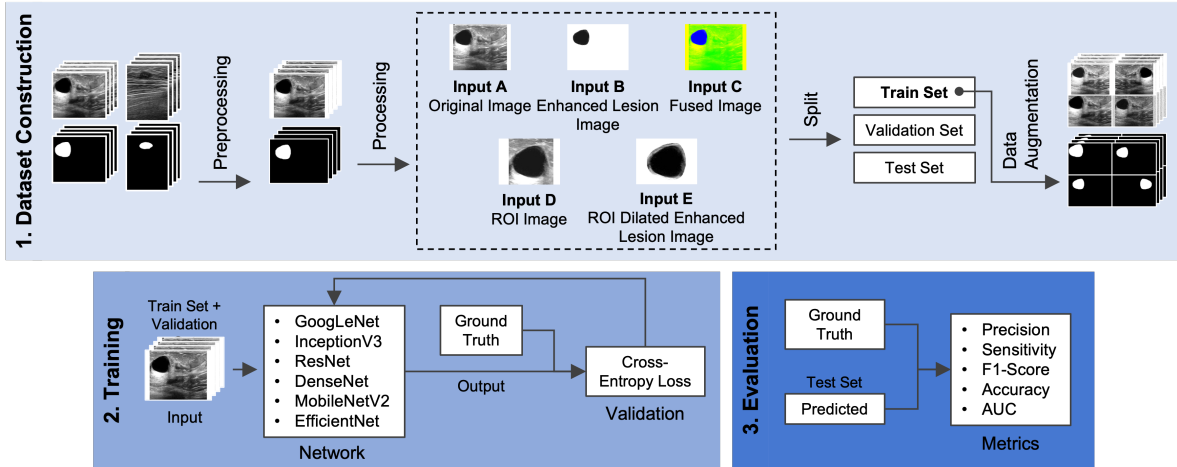 1. Dataset Construction
Preprocessing
Processing
Input A
Original Image
Input B
Enhanced Lesion
Image
Input C
Fused Image
Input D
ROI Image
Input E
ROI Dilated Enhanced
Lesion Image
Split
Train Set
Validation Set
Test Set
Data
Augmentation
2. Training
Train Set +
Validation
Input
• GoogLeNet
• InceptionV3
• ResNet
• DenseNet
• MobileNetV2
• EfficientNet
Network
Ground
Truth
Output
Cross-
Entropy Loss
Validation
3. Evaluation
Ground
Truth
Test Set
Predicted
• Precision
• Sensitivity
• F1-Score
• Accuracy
• AUC
Metrics